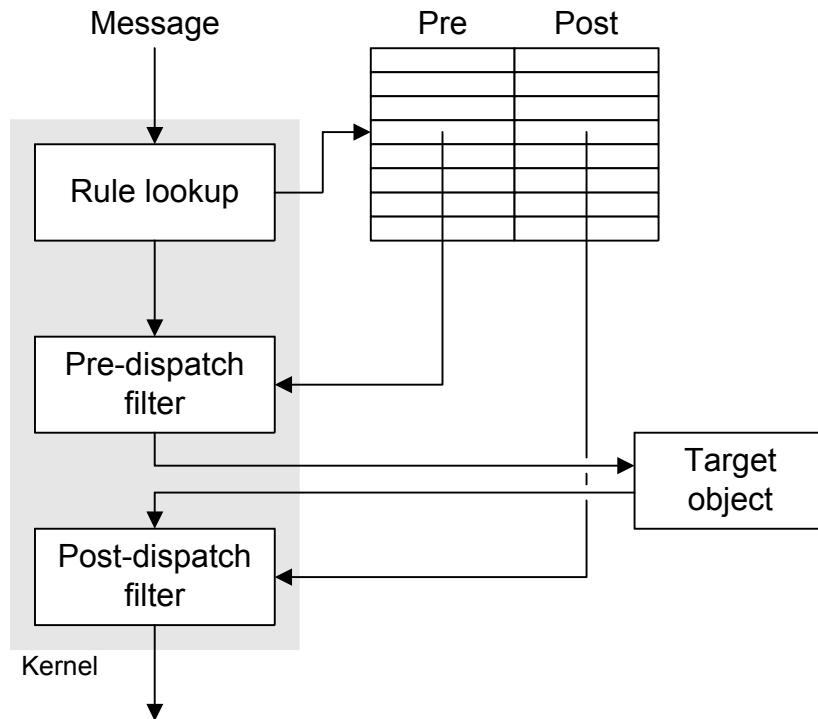 Message
Pre
Post
Rule lookup
Pre-dispatch
filter
Target
object
Post-dispatch
filter
Kernel